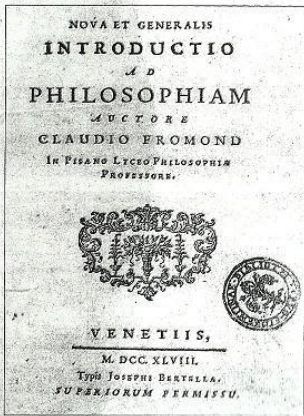 NOVA ET GENERALIS
INTRODUCTIO
AD
PHILOSOPHIAM
AUCTORE
CLAUDIO FROMOND
IN PISANO LYCEO PHILOSOPHIÆ
PROFESSORE.
VENETIIS,
M. DCC. XLVIII.
Typis JOSEPHI BERTELLA.
SUPERIORUM PERMISSU.